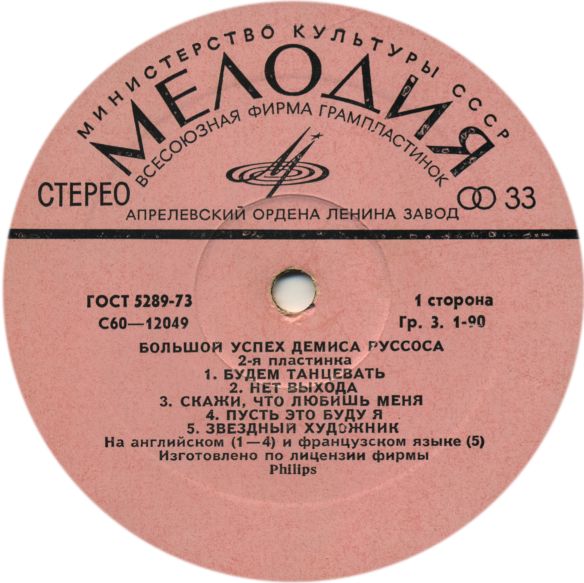 МИНИСТЕРСТВО КУЛЬТУРЫ СССР
МЕЛОДИЯ
ВСЕСОЮЗНАЯ ФИРМА ГРАМПЛАСТИНОК
СТЕРЕО
33
АПРЕЛЕВСКИЙ ОРДЕНА ЛЕНИНА ЗАВОД
ГОСТ 5289-73
1 сторона
С60—12049
Гр. 3. 1-90
БОЛЬШОЙ УСПЕХ ДЕМИСА РУССОСА
2-я пластинка
1. БУДЕМ ТАНЦЕВАТЬ
2. НЕТ ВЫХОДА
3. СКАЖИ, ЧТО ЛЮБИШЬ МЕНЯ
4. ПУСТЬ ЭТО БУДУ Я
5. ЗВЕЗДНЫЙ ХУДОЖНИК
На английском (1—4) и французском языке (5)
Изготовлено по лицензии фирмы
Philips